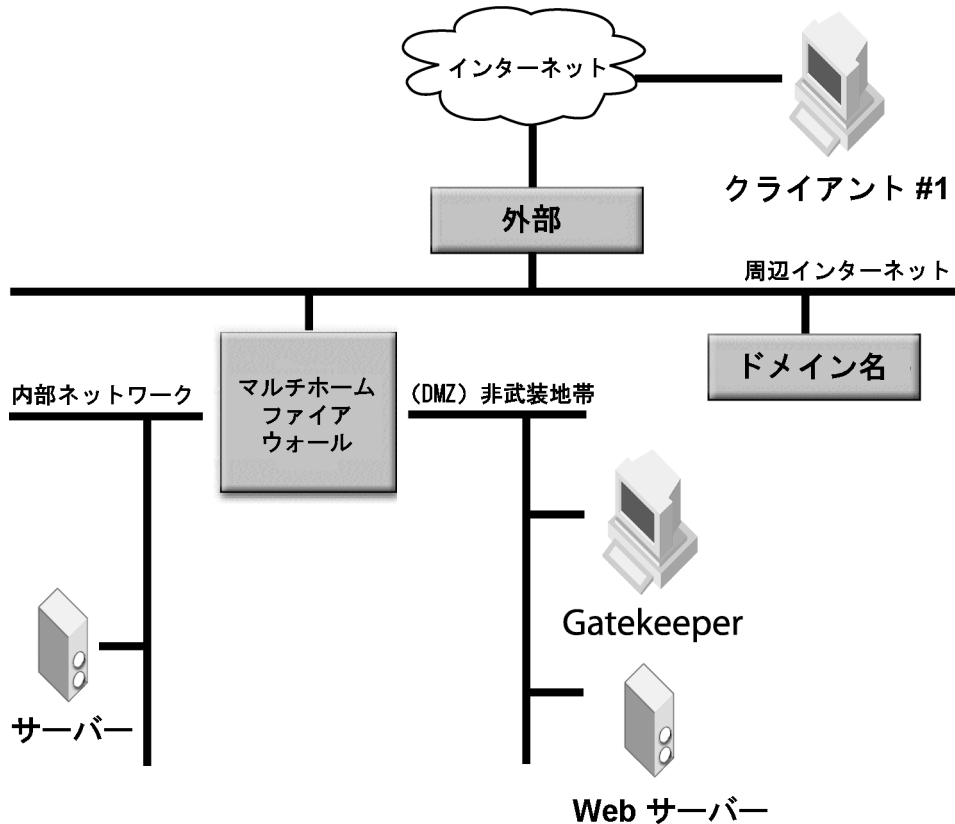 インターネット
クライアント #1
外部
周辺インターネット
ドメイン名
マルチホーム
ファイア
ウォール
内部ネットワーク
（DMZ）非武装地帯
Gatekeeper
サーバー
Web サーバー